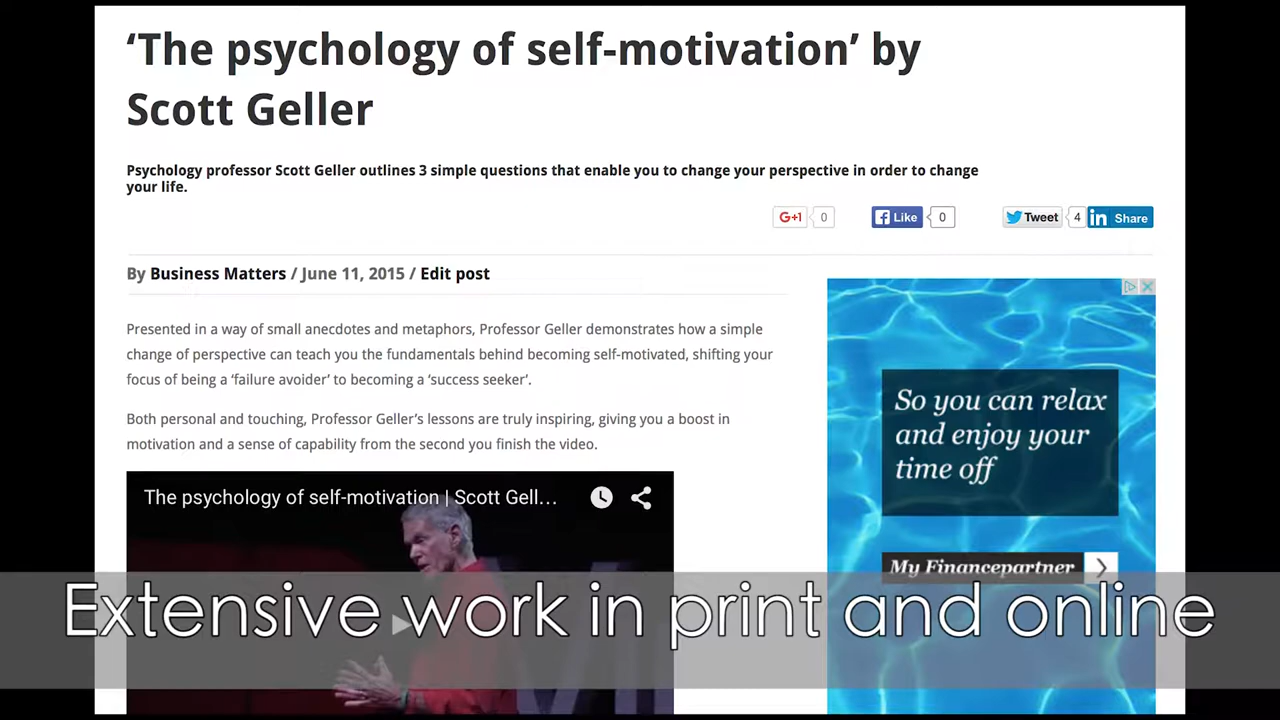 ‘The psychology of self-motivation’ by
Scott Geller
Psychology professor Scott Geller outlines 3 simple questions that enable you to change your perspective in order to change
your life.
G+1 0 Like 0 Tweet 4 in Share
By Business Matters / June 11, 2015 / Edit post
Presented in a way of small anecdotes and metaphors, Professor Geller demonstrates how a simple
change of perspective can teach you the fundamentals behind becoming self-motivated, shifting your
focus of being a ‘failure avoider’ to becoming a ‘success seeker’.
Both personal and touching, Professor Geller’s lessons are truly inspiring, giving you a boost in
motivation and a sense of capability from the second you finish the video.
The psychology of self-motivation | Scott Gell…
So you can relax
and enjoy your
time off
My Financepartner
Extensive work in print and online